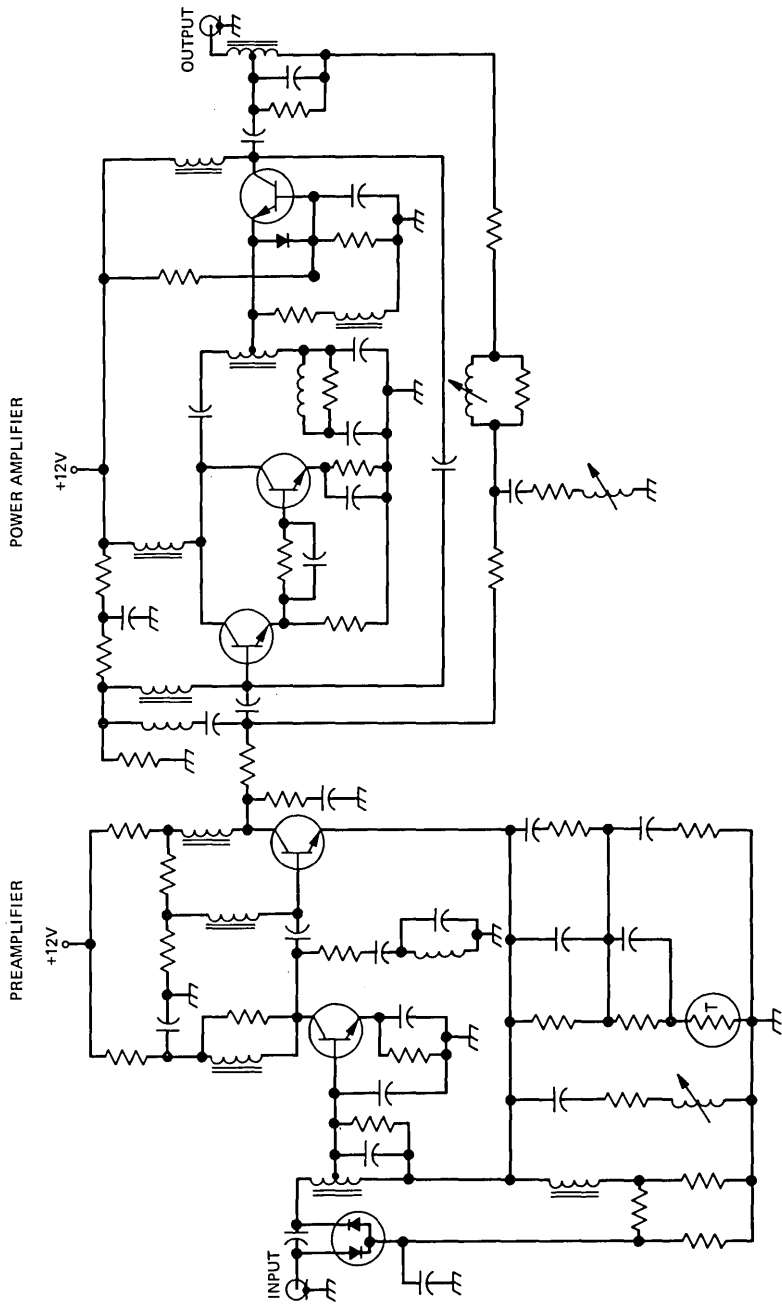 PREAMPLIFIER
POWER AMPLIFIER
+12V
+12V
INPUT
OUTPUT
T